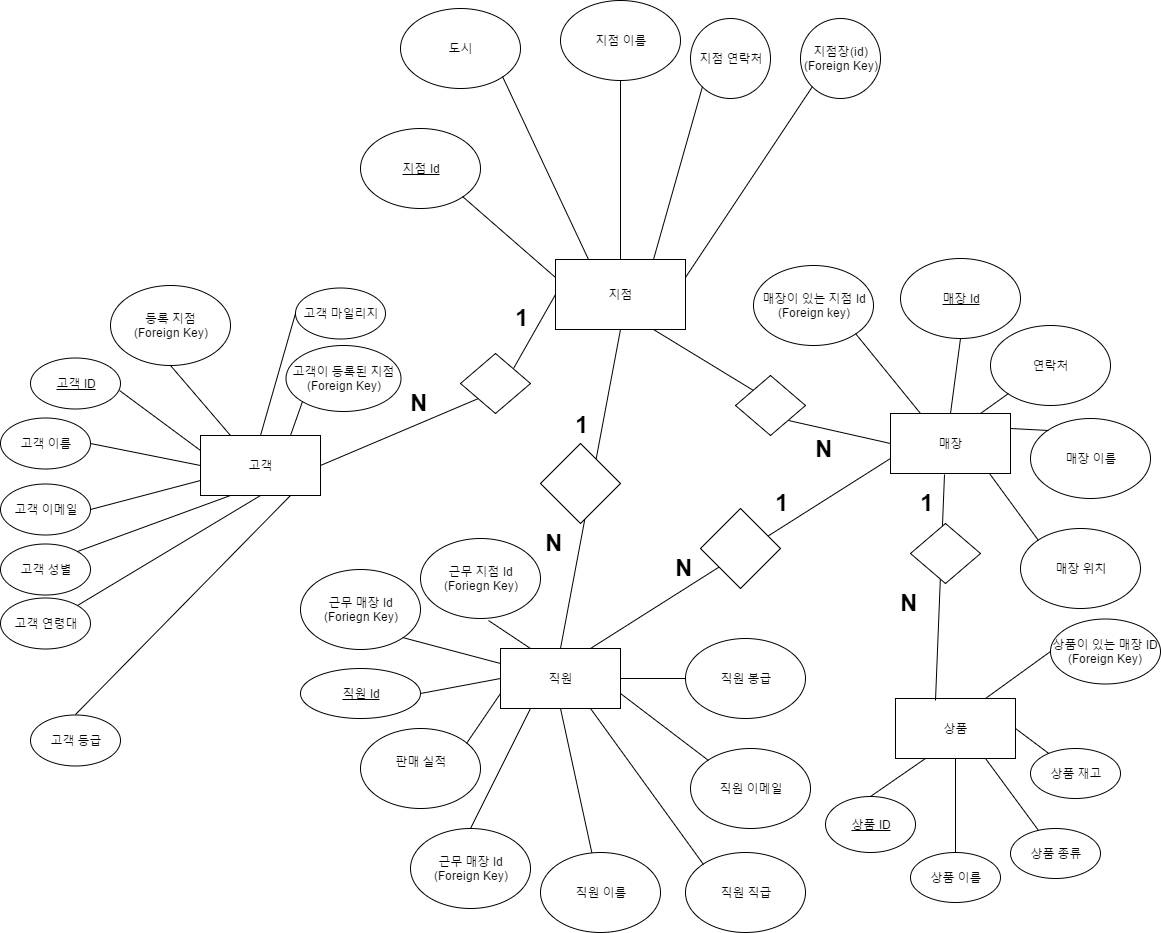 도시
지점 이름
지점 연락처
지점장(id)
(Foreign Key)
지점 Id
지점
매장이 있는 지점 Id
(Foreign key)
매장 Id
연락처
매장 이름
매장 위치
매장
등록 지점
(Foreign Key)
고객 마일리지
고객이 등록된 지점
(Foreign Key)
고객 ID
고객 이름
고객 이메일
고객 성별
고객 연령대
고객 등급
고객
1
N
1
N
N
1
N
1
N
근무 지점 Id
(Foriegn Key)
근무 매장 Id
(Foriegn Key)
직원 Id
판매 실적
근무 매장 Id
(Foreign Key)
직원 이름
직원 직급
직원 이메일
직원 봉급
직원
상품이 있는 매장 ID
(Foreign Key)
상품
상품 재고
상품 ID
상품 종류
상품 이름